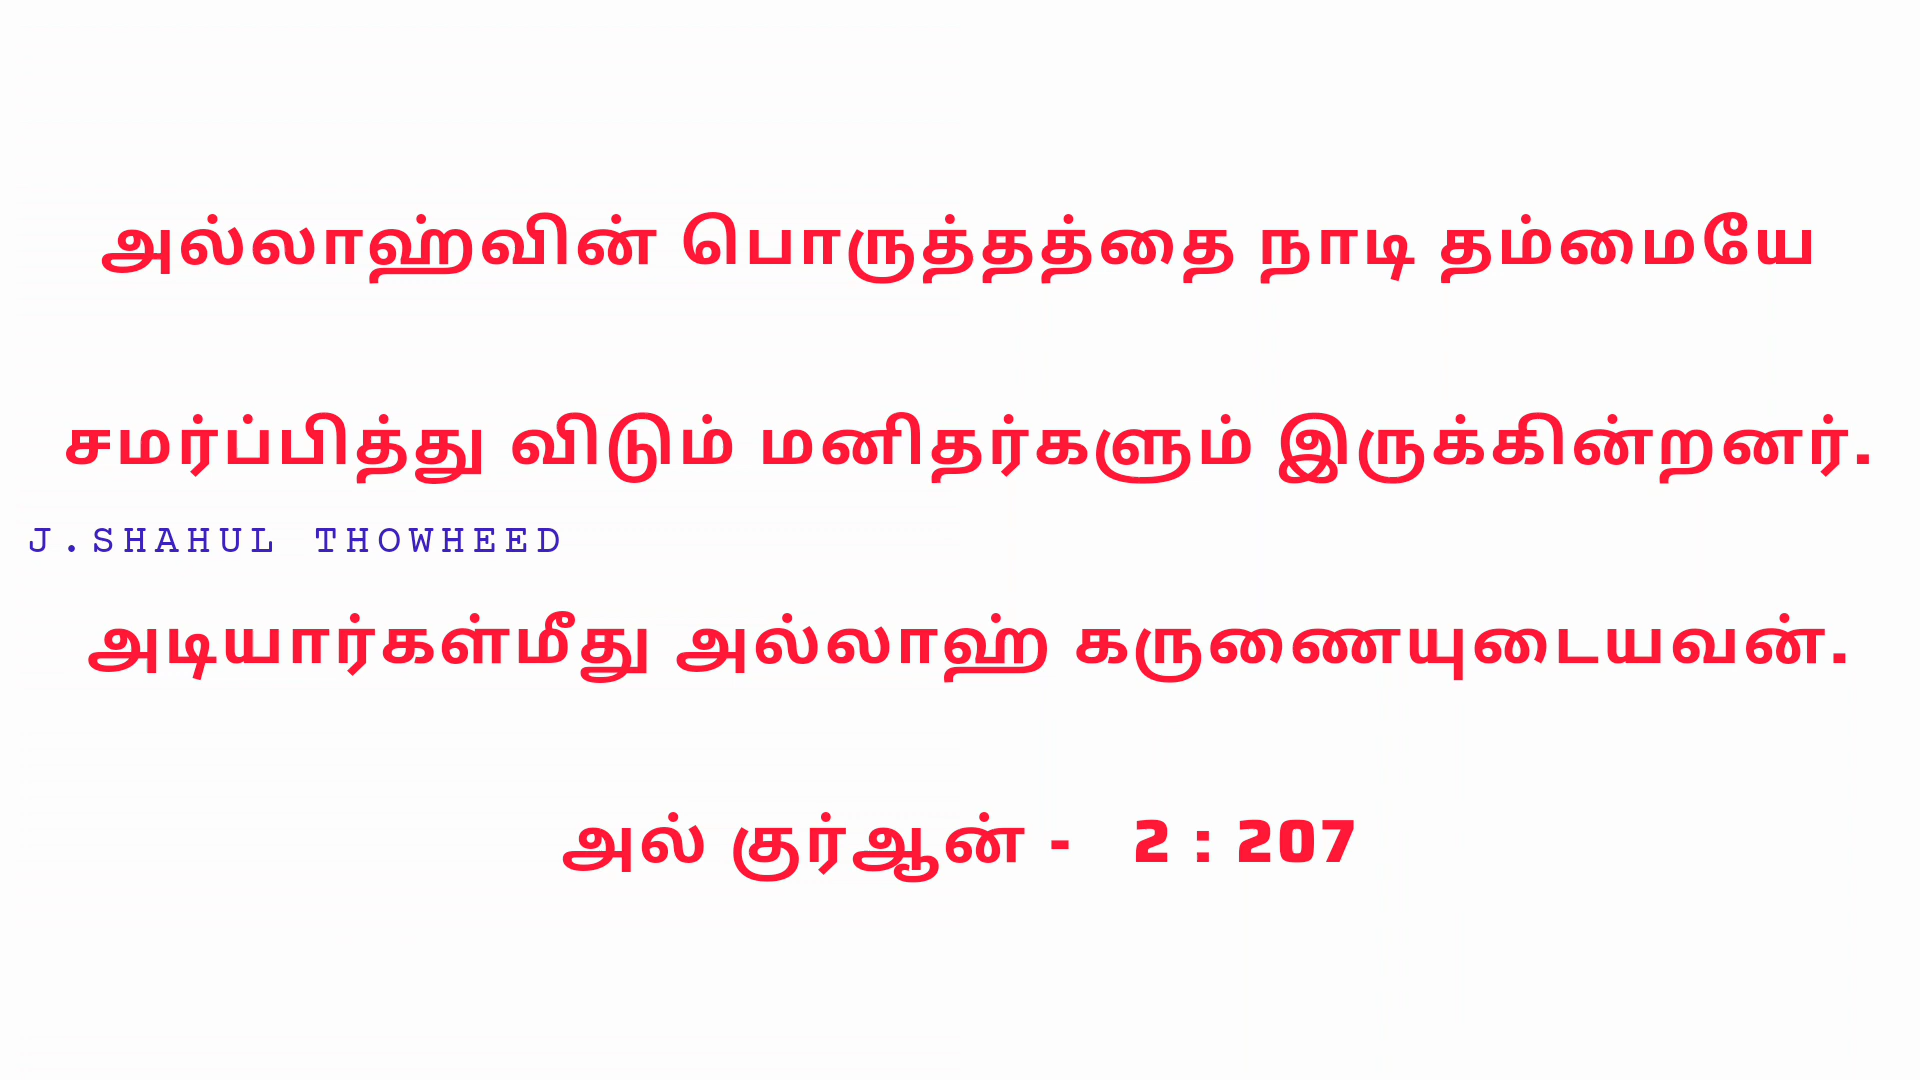 அல்லாஹ்வின் பொருத்தத்தை நாடி தம்மையே
சமர்ப்பித்து விடும் மனிதர்களும் இருக்கின்றனர்.
J.SHAHUL THOWHEED
அடியார்கள்மீது அல்லாஹ் கருணையுடையவன்.
அல் குர்ஆன் - 2 : 207